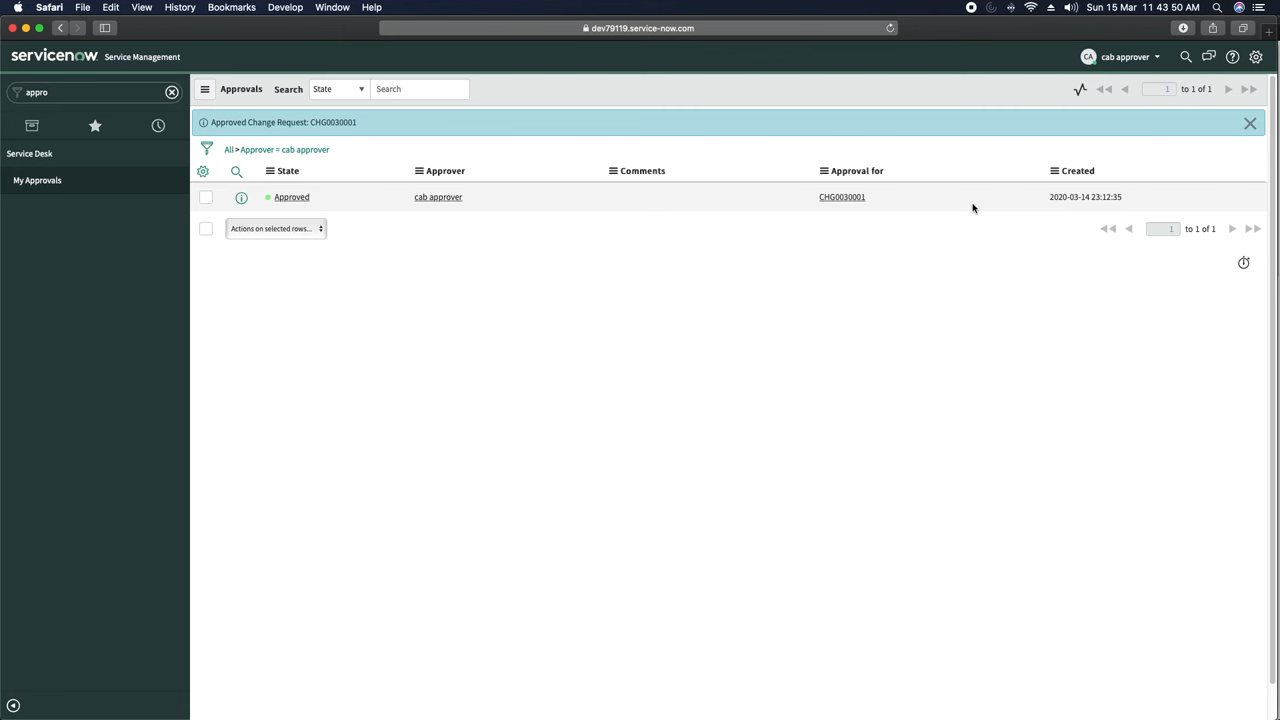 Safari File Edit View History Bookmarks Develop Window Help Sun 15 Mar 11 43 50 AM
dev79119.service-now.com
servicenow Service Management cab approver
CA
appro
Approvals Search State Search 1 to 1 of 1
Approved Change Request: CHG0030001
Service Desk
All > Approver = cab approver
State Approver Comments Approval for Created
My Approvals
Approved cab approver CHG0030001 2020-03-14 23:12:35
Actions on selected rows... 1 to 1 of 1